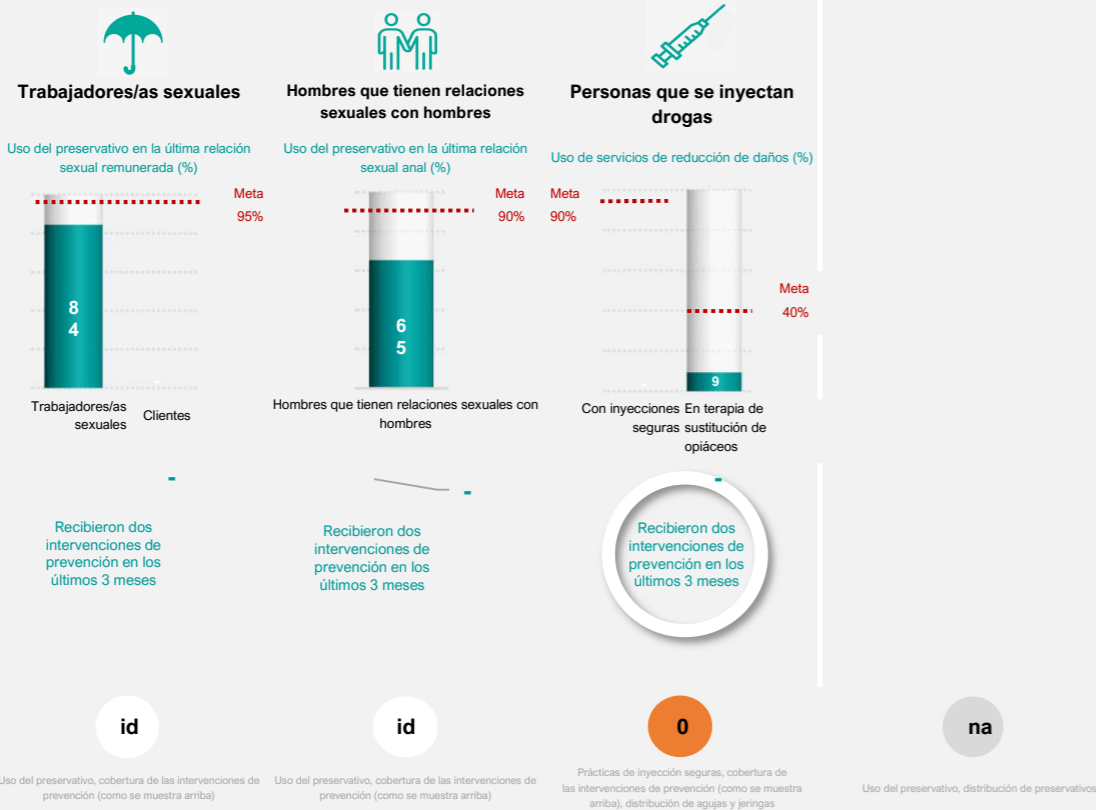 Trabajadores/as sexuales
Uso del preservativo en la última relación
sexual remunerada (%)
Meta
95%
8
4
Trabajadores/as
sexuales
Clientes
-
Recibieron dos
intervenciones de
prevención en los
últimos 3 meses
id
Uso del preservativo, cobertura de las intervenciones de
prevención (como se muestra arriba)
Hombres que tienen relaciones
sexuales con hombres
Uso del preservativo en la última relación
sexual anal (%)
Meta
90%
6
5
Hombres que tienen relaciones sexuales con
hombres
-
Recibieron dos
intervenciones de
prevención en los
últimos 3 meses
id
Uso del preservativo, cobertura de las intervenciones de
prevención (como se muestra arriba)
Personas que se inyectan
drogas
Uso de servicios de reducción de daños (%)
Meta
90%
Meta
40%
9
Con inyecciones
seguras
En terapia de
sustitución de
opiáceos
-
Recibieron dos
intervenciones de
prevención en los
últimos 3 meses
0
Prácticas de inyección seguras, cobertura de
las intervenciones de prevención (como se muestra
arriba), distribución de agujas y jeringas
na
Uso del preservativo, distribución de preservativos